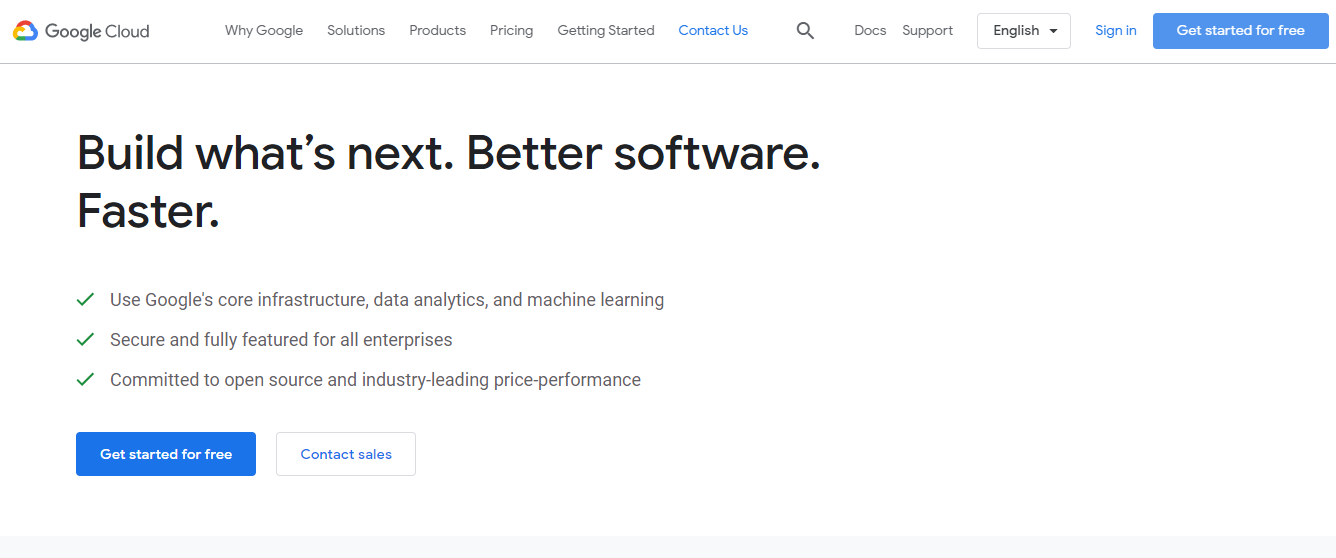 Google Cloud Why Google Solutions Products Pricing Getting Started Contact Us Docs Support English Sign in Get started for free
Build what’s next. Better software.
Faster.
Use Google's core infrastructure, data analytics, and machine learning
Secure and fully featured for all enterprises
Committed to open source and industry-leading price-performance
Get started for free Contact sales